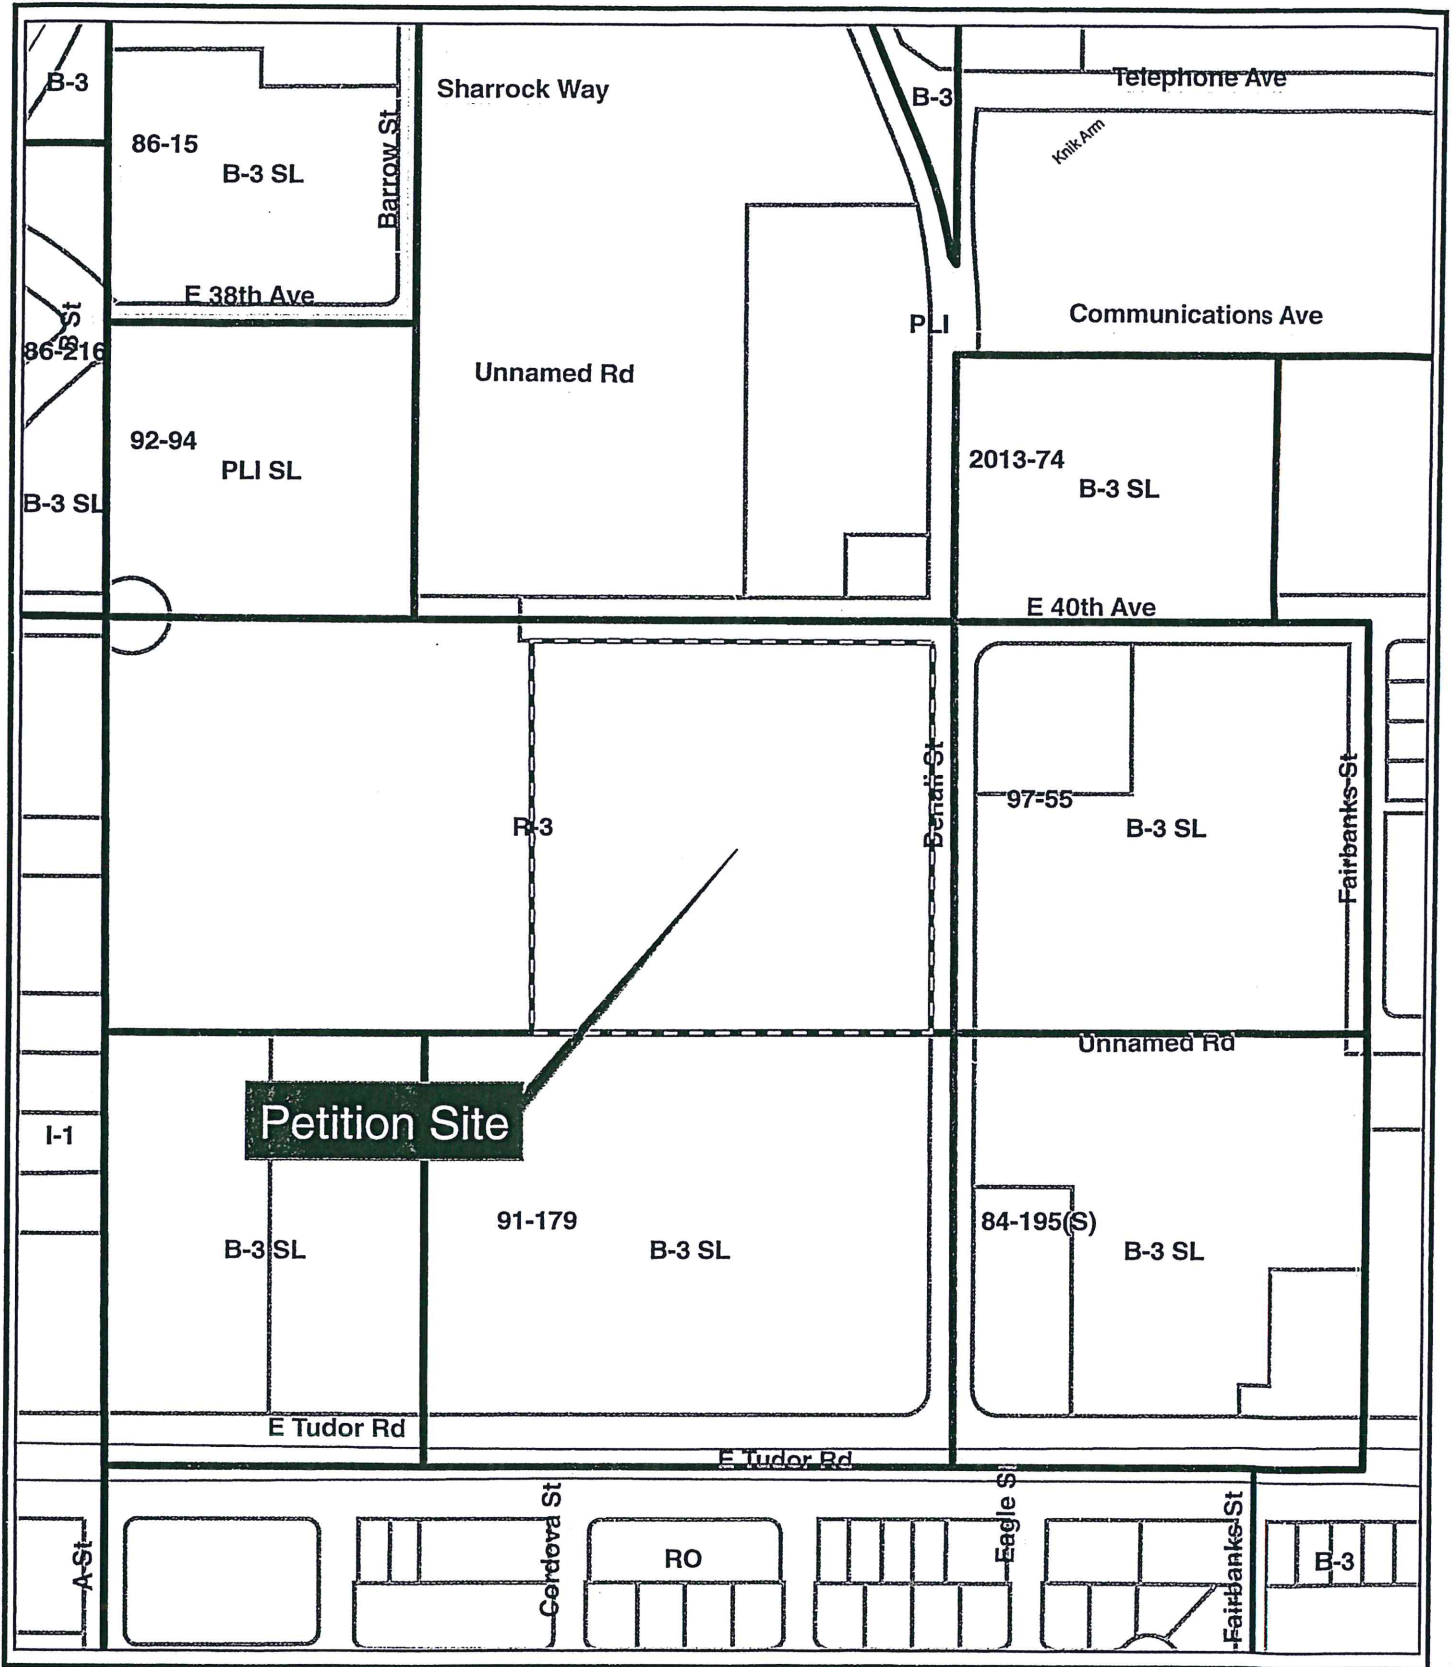 B-3
Sharrock Way
B-3
Telephone Ave
86-15
B-3 SL
Barrow St
Knik Arm
E 38th Ave
B St
86-216
PLI
Communications Ave
Unnamed Rd
92-94
PLI SL
B-3 SL
2013-74
B-3 SL
E 40th Ave
R-3
Denali St
97-55
B-3 SL
Fairbanks St
Unnamed Rd
Petition Site
I-1
91-179
84-195(S)
B-3 SL
B-3 SL
B-3 SL
E Tudor Rd
E Tudor Rd
A St
Cordova St
RO
Eagle S
Fairbanks St
B-3